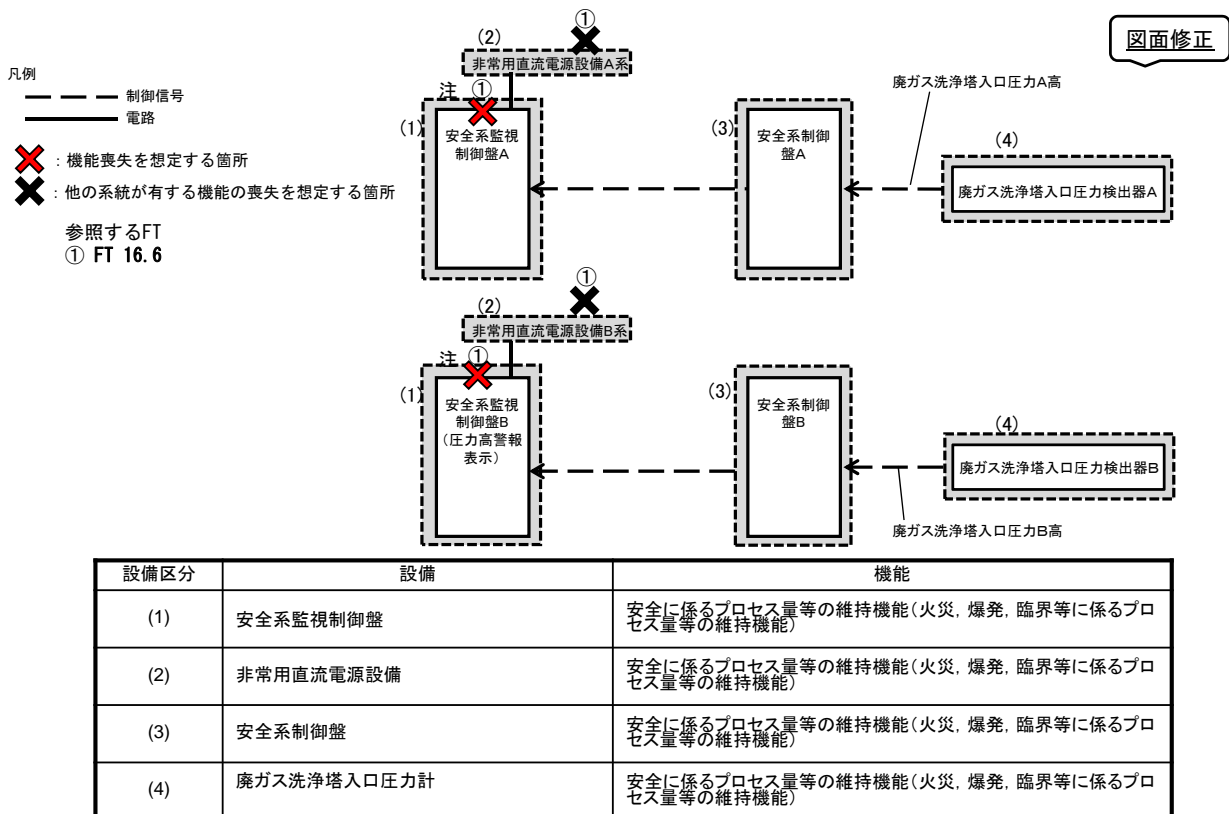 図面修正
凡例
制御信号
電路
：機能喪失を想定する箇所
：他の系統が有する機能の喪失を想定する箇所
参照するFT
① FT 16.6
①
(2)
非常用直流電源設備A系
注 ①
(1)
安全系監視
制御盤A
(3)
安全系制御
盤A
廃ガス洗浄塔入口圧力A高
(4)
廃ガス洗浄塔入口圧力検出器A
①
(2)
非常用直流電源設備B系
注 ①
(1)
安全系監視
制御盤B
（圧力高警報
表示）
(3)
安全系制御
盤B
(4)
廃ガス洗浄塔入口圧力検出器B
廃ガス洗浄塔入口圧力B高
設備区分 設備 機能
(1) 安全系監視制御盤 安全に係るプロセス量等の維持機能（火災，爆発，臨界等に係るプロ
セス量等の維持機能）
(2) 非常用直流電源設備 安全に係るプロセス量等の維持機能（火災，爆発，臨界等に係るプロ
セス量等の維持機能）
(3) 安全系制御盤 安全に係るプロセス量等の維持機能（火災，爆発，臨界等に係るプロ
セス量等の維持機能）
(4) 廃ガス洗浄塔入口圧力計 安全に係るプロセス量等の維持機能（火災，爆発，臨界等に係るプロ
セス量等の維持機能）